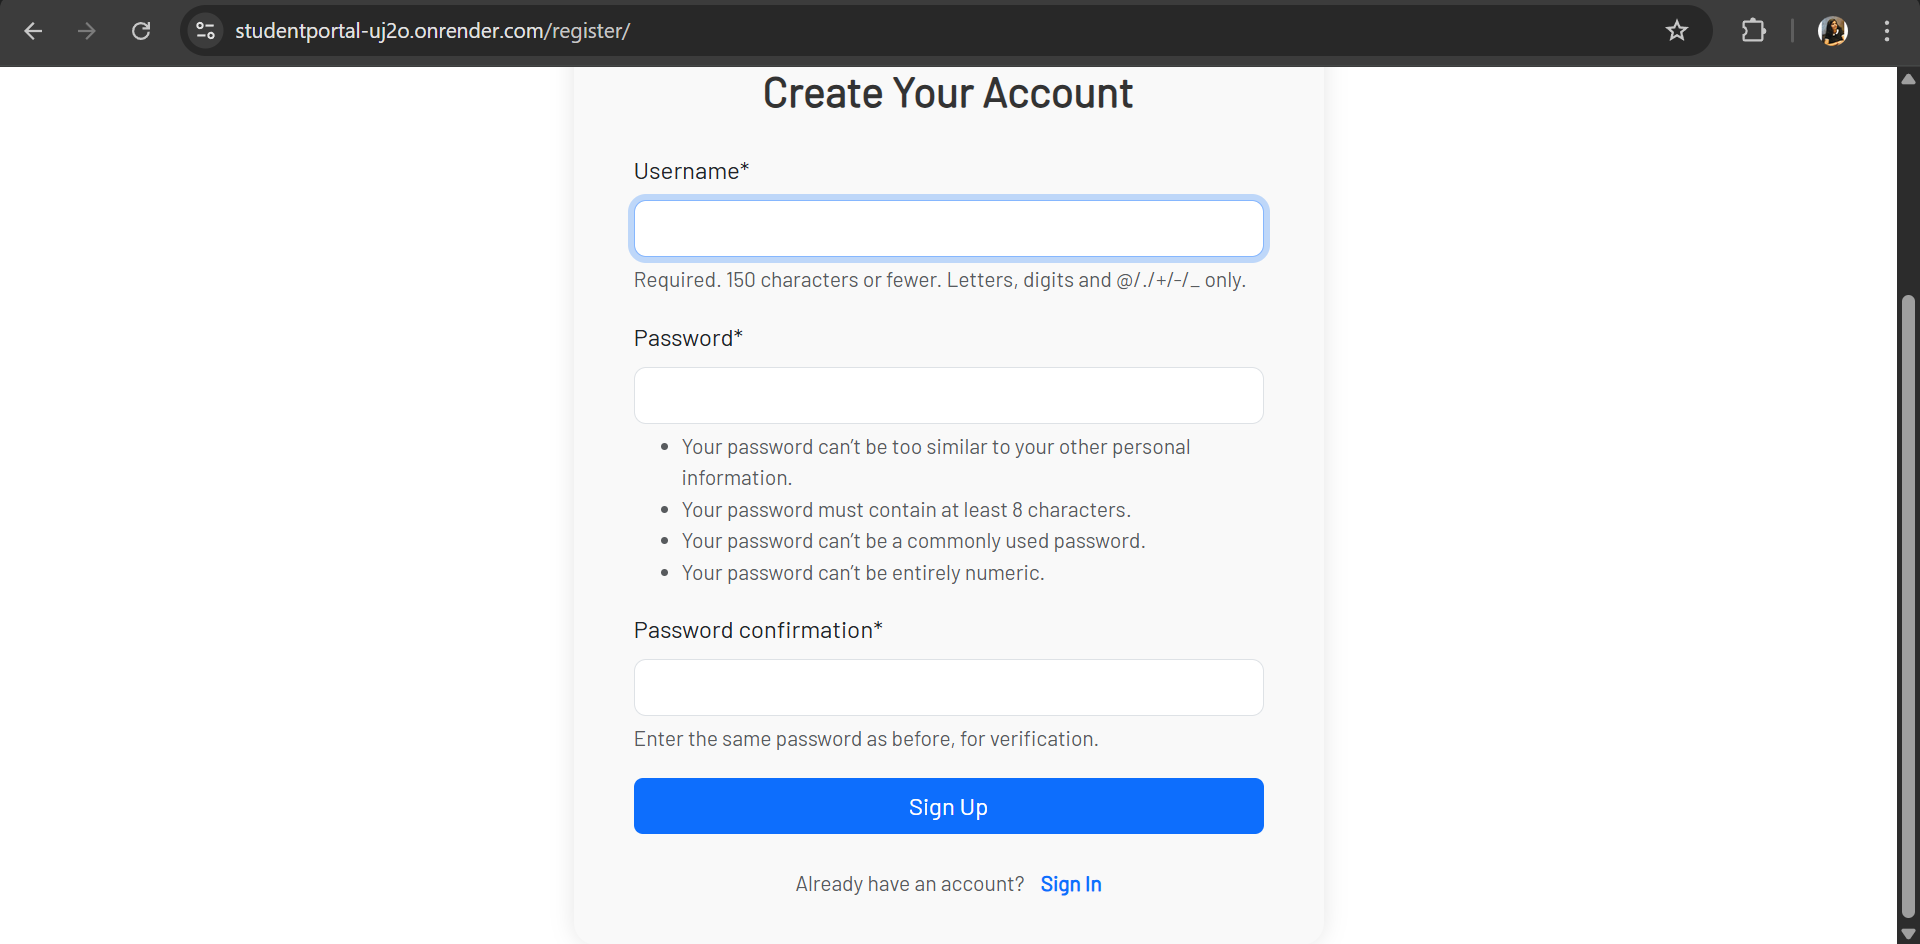 studentportal-uj2o.onrender.com/register/
Create Your Account
Username*
Required. 150 characters or fewer. Letters, digits and @/./+/-/_ only.
Password*
Your password can’t be too similar to your other personal
information.
Your password must contain at least 8 characters.
Your password can’t be a commonly used password.
Your password can’t be entirely numeric.
Password confirmation*
Enter the same password as before, for verification.
Sign Up
Already have an account? Sign In